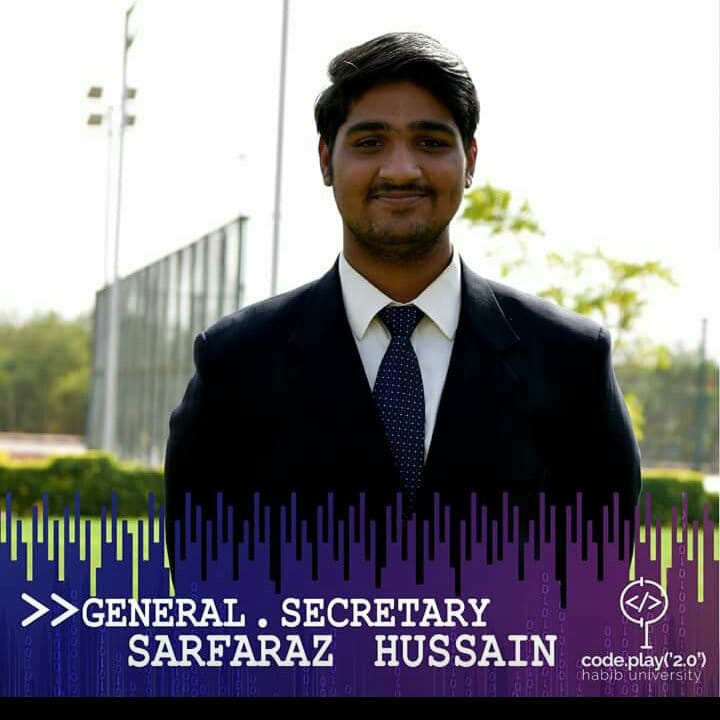 >>GENERAL.SECRETARY
SARFARAZ HUSSAIN
</>
code.play('2.0')
habib university